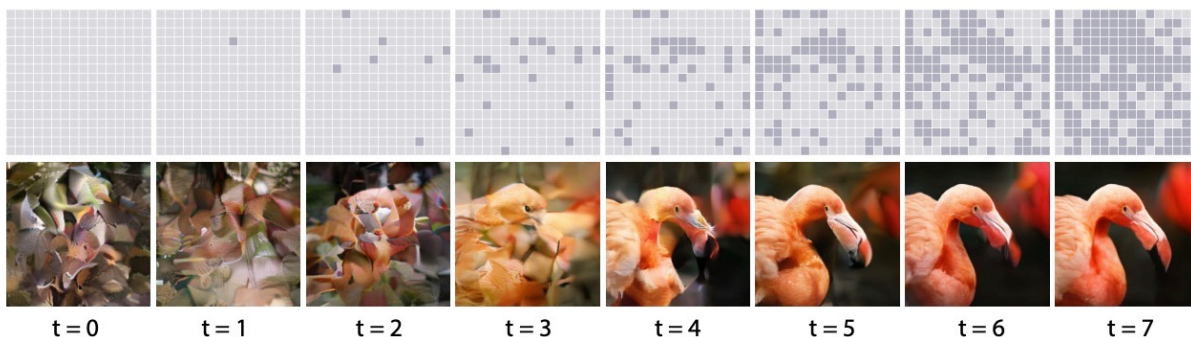 t = 0 t = 1 t = 2 t = 3 t = 4 t = 5 t = 6 t = 7